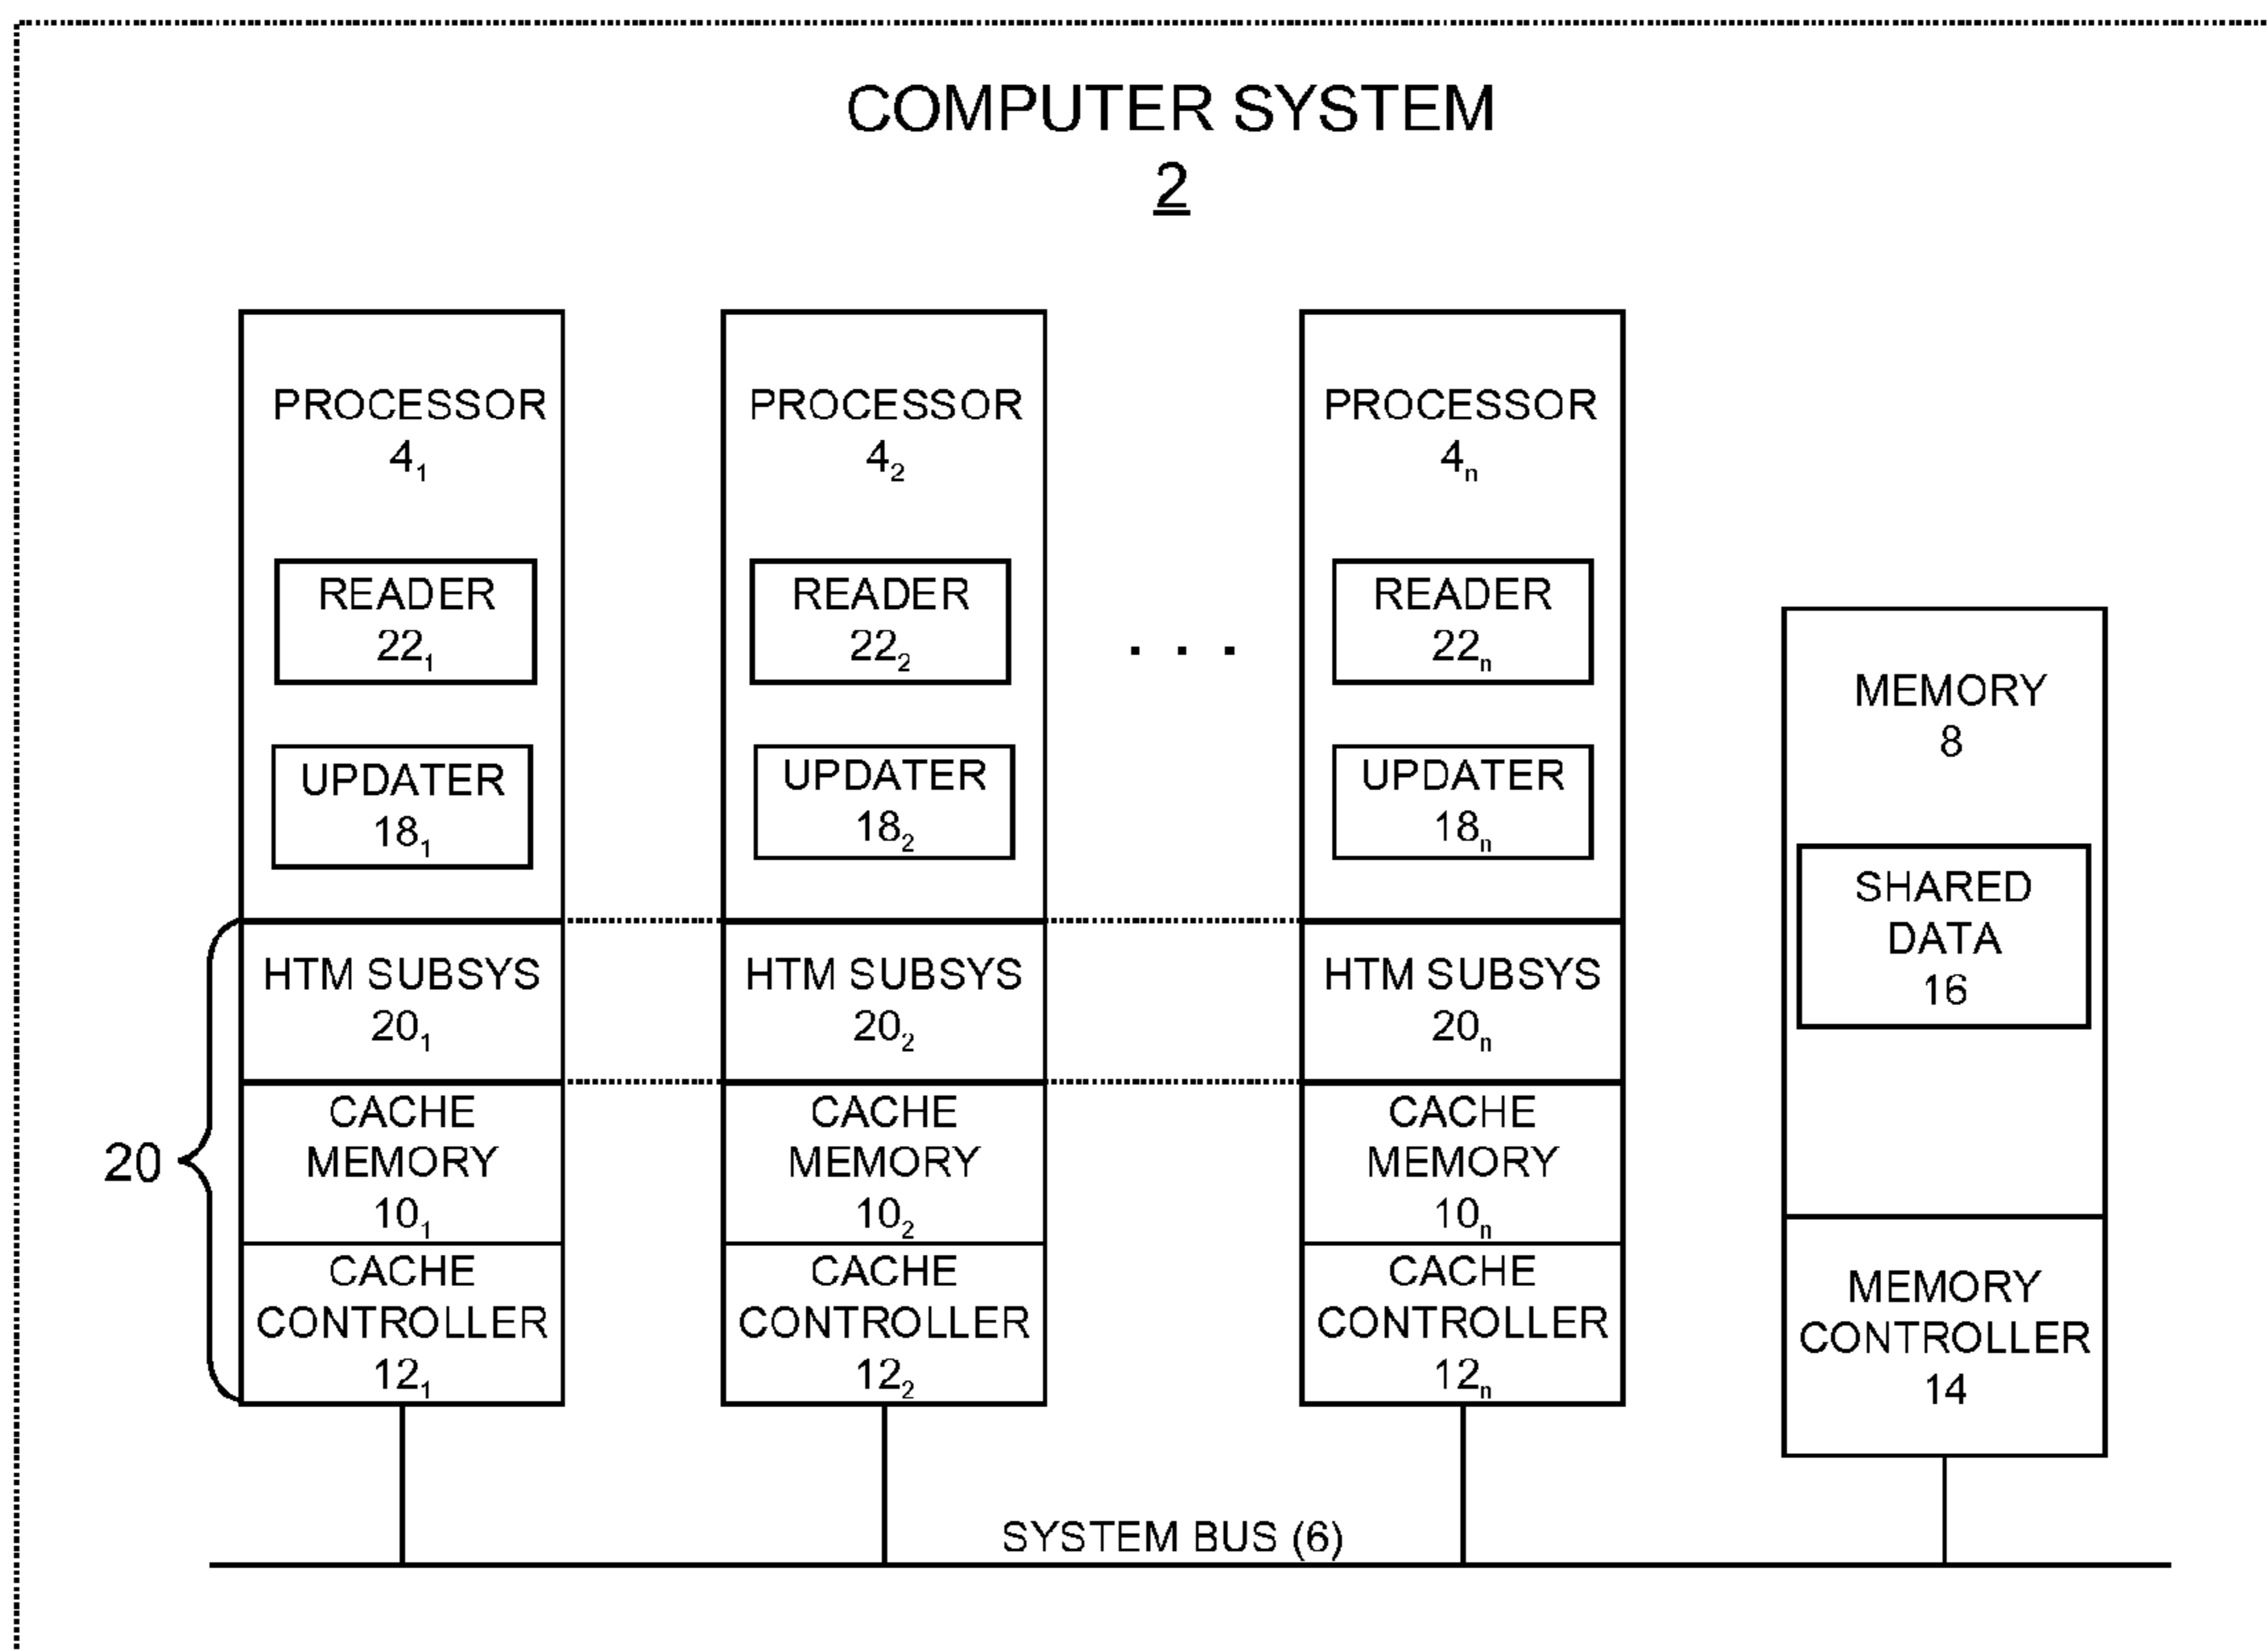 COMPUTER SYSTEM
2
PROCESSOR
4₁
READER
22₁
UPDATER
18₁
HTM SUBSYS
20₁
CACHE
MEMORY
10₁
CACHE
CONTROLLER
12₁
PROCESSOR
4₂
READER
22₂
UPDATER
18₂
HTM SUBSYS
20₂
CACHE
MEMORY
10₂
CACHE
CONTROLLER
12₂
. . .
PROCESSOR
4ₙ
READER
22ₙ
UPDATER
18ₙ
HTM SUBSYS
20ₙ
CACHE
MEMORY
10ₙ
CACHE
CONTROLLER
12ₙ
MEMORY
8
SHARED
DATA
16
MEMORY
CONTROLLER
14
20
SYSTEM BUS (6)